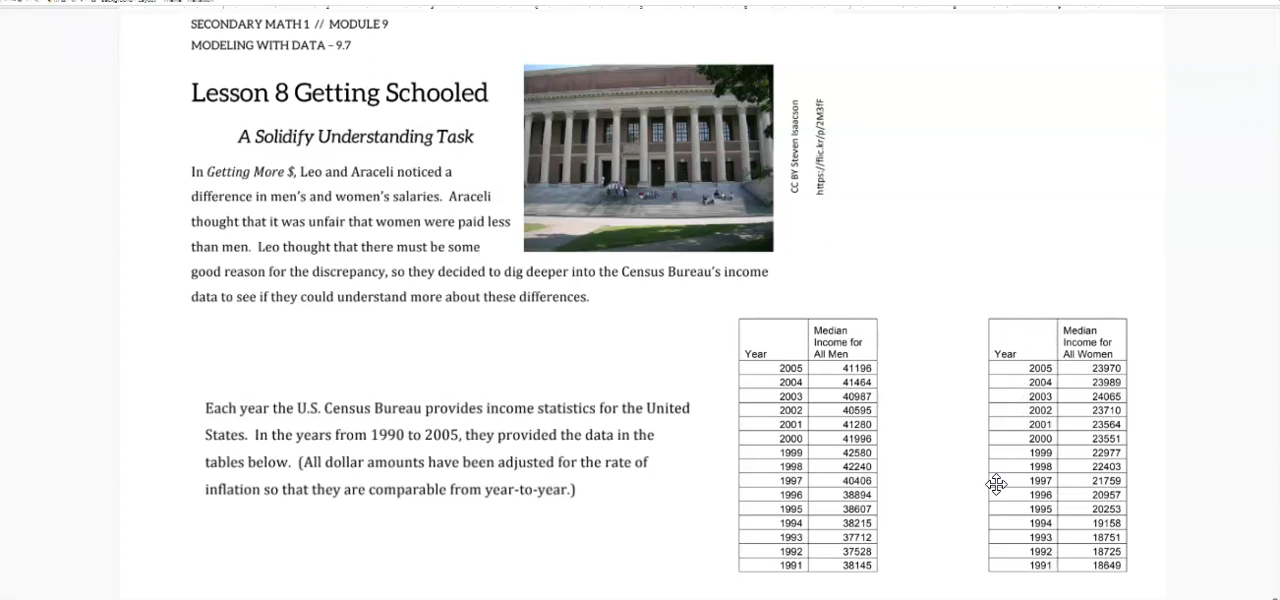 SECONDARY MATH 1 // MODULE 9
MODELING WITH DATA – 9.7
Lesson 8 Getting Schooled
A Solidify Understanding Task
In Getting More $, Leo and Araceli noticed a
difference in men's and women's salaries. Araceli
thought that it was unfair that women were paid less
than men. Leo thought that there must be some
good reason for the discrepancy, so they decided to dig deeper into the Census Bureau's income
data to see if they could understand more about these differences.
CC BY Steven Isaacson
https://flic.kr/p/2M3fF
Each year the U.S. Census Bureau provides income statistics for the United
States. In the years from 1990 to 2005, they provided the data in the
tables below. (All dollar amounts have been adjusted for the rate of
inflation so that they are comparable from year-to-year.)
Median
Income for
Year All Men
2005 41196
2004 41464
2003 40987
2002 40595
2001 41280
2000 41996
1999 42580
1998 42240
1997 40406
1996 38894
1995 38607
1994 38215
1993 37712
1992 37528
1991 38145
Median
Income for
Year All Women
2005 23970
2004 23989
2003 24065
2002 23710
2001 23564
2000 23551
1999 22977
1998 22403
1997 21759
1996 20957
1995 20253
1994 19158
1993 18751
1992 18725
1991 18649